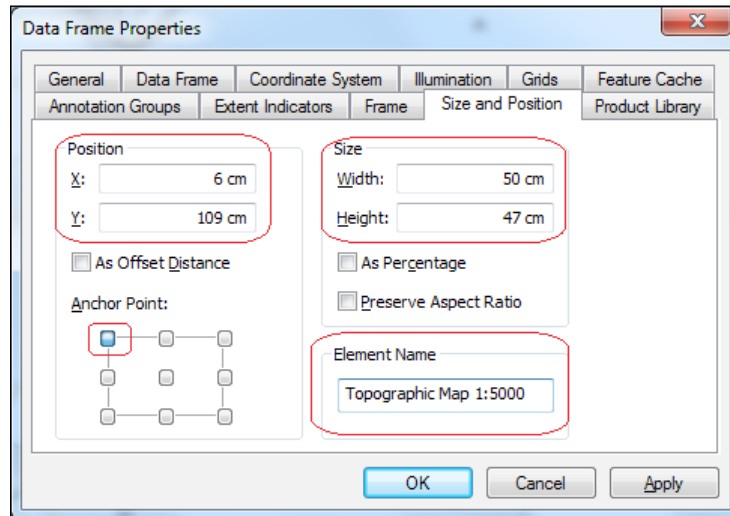 Data Frame Properties
General Data Frame Coordinate System Illumination Grids Feature Cache
Annotation Groups Extent Indicators Frame Size and Position Product Library
Position
X: 6 cm
Y: 109 cm
As Offset Distance
Anchor Point:
Size
Width: 50 cm
Height: 47 cm
As Percentage
Preserve Aspect Ratio
Element Name
Topographic Map 1:5000
OK Cancel Apply